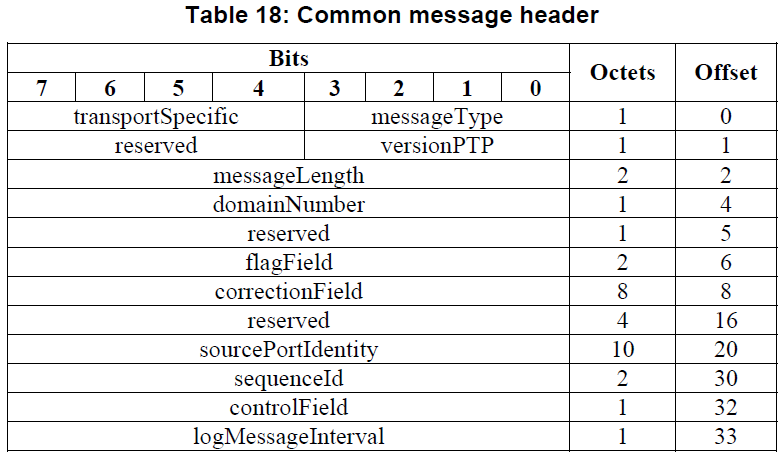 Table 18: Common message header
Bits Octets Offset
7 6 5 4 3 2 1 0
transportSpecific messageType 1 0
reserved versionPTP 1 1
messageLength 2 2
domainNumber 1 4
reserved 1 5
flagField 2 6
correctionField 8 8
reserved 4 16
sourcePortIdentity 10 20
sequenceId 2 30
controlField 1 32
logMessageInterval 1 33